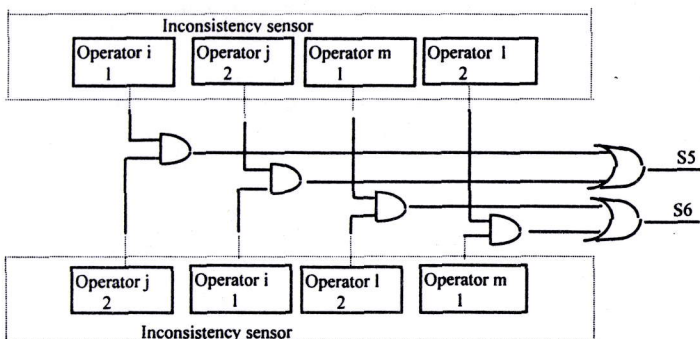 Inconsistency sensor
Operator i
1
Operator j
2
Operator m
1
Operator l
2
S5
S6
Operator j
2
Operator i
1
Operator l
2
Operator m
1
Inconsistency sensor